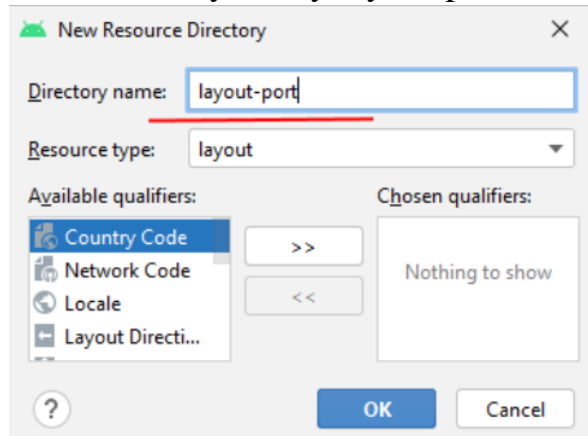 New Resource Directory
Directory name: layout-port
Resource type: layout
Available qualifiers: Chosen qualifiers:
Country Code
Network Code
Locale
Layout Directi...
>>
<<
Nothing to show
? OK Cancel